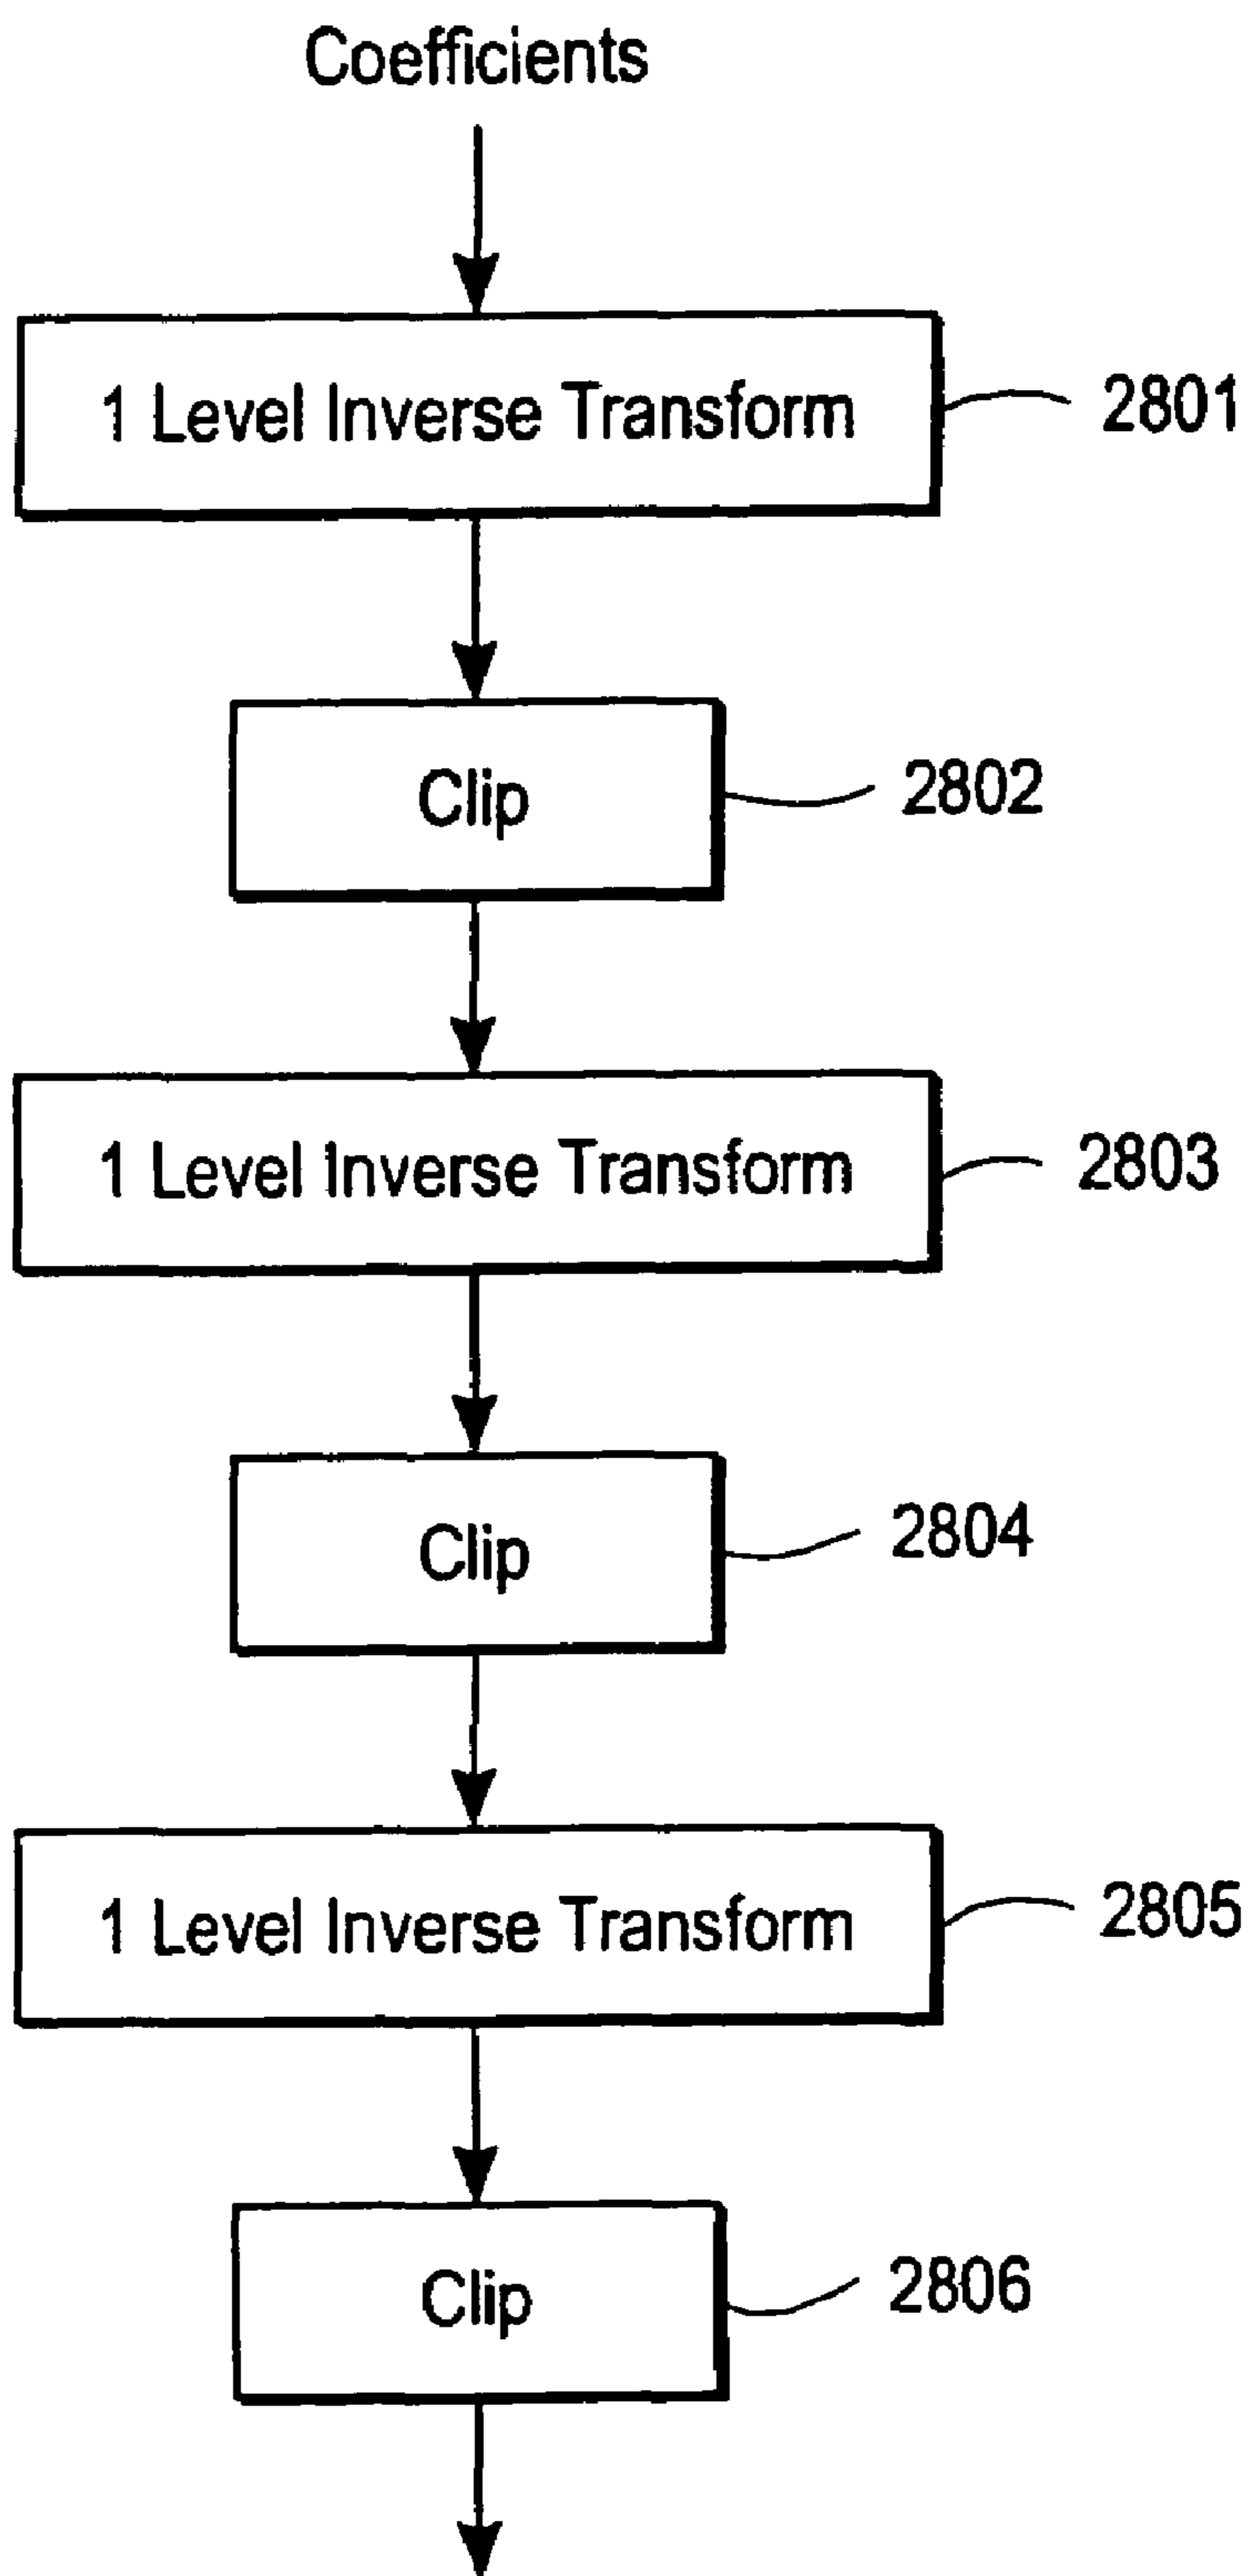 Coefficients
1 Level Inverse Transform
2801
Clip
2802
1 Level Inverse Transform
2803
Clip
2804
1 Level Inverse Transform
2805
Clip
2806